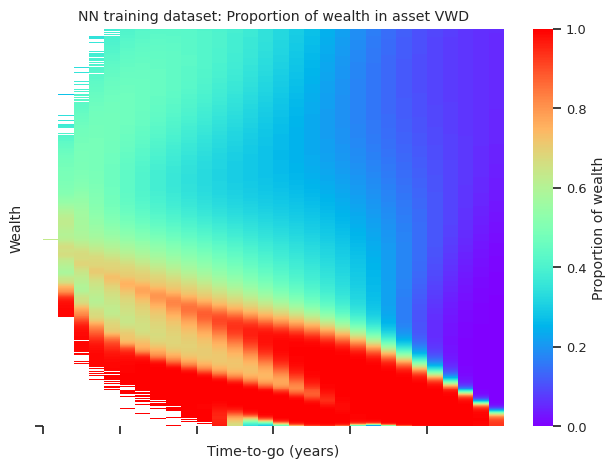 NN training dataset: Proportion of wealth in asset VWD
Wealth
Time-to-go (years)
1.0
0.8
0.6
0.4
0.2
0.0
Proportion of wealth